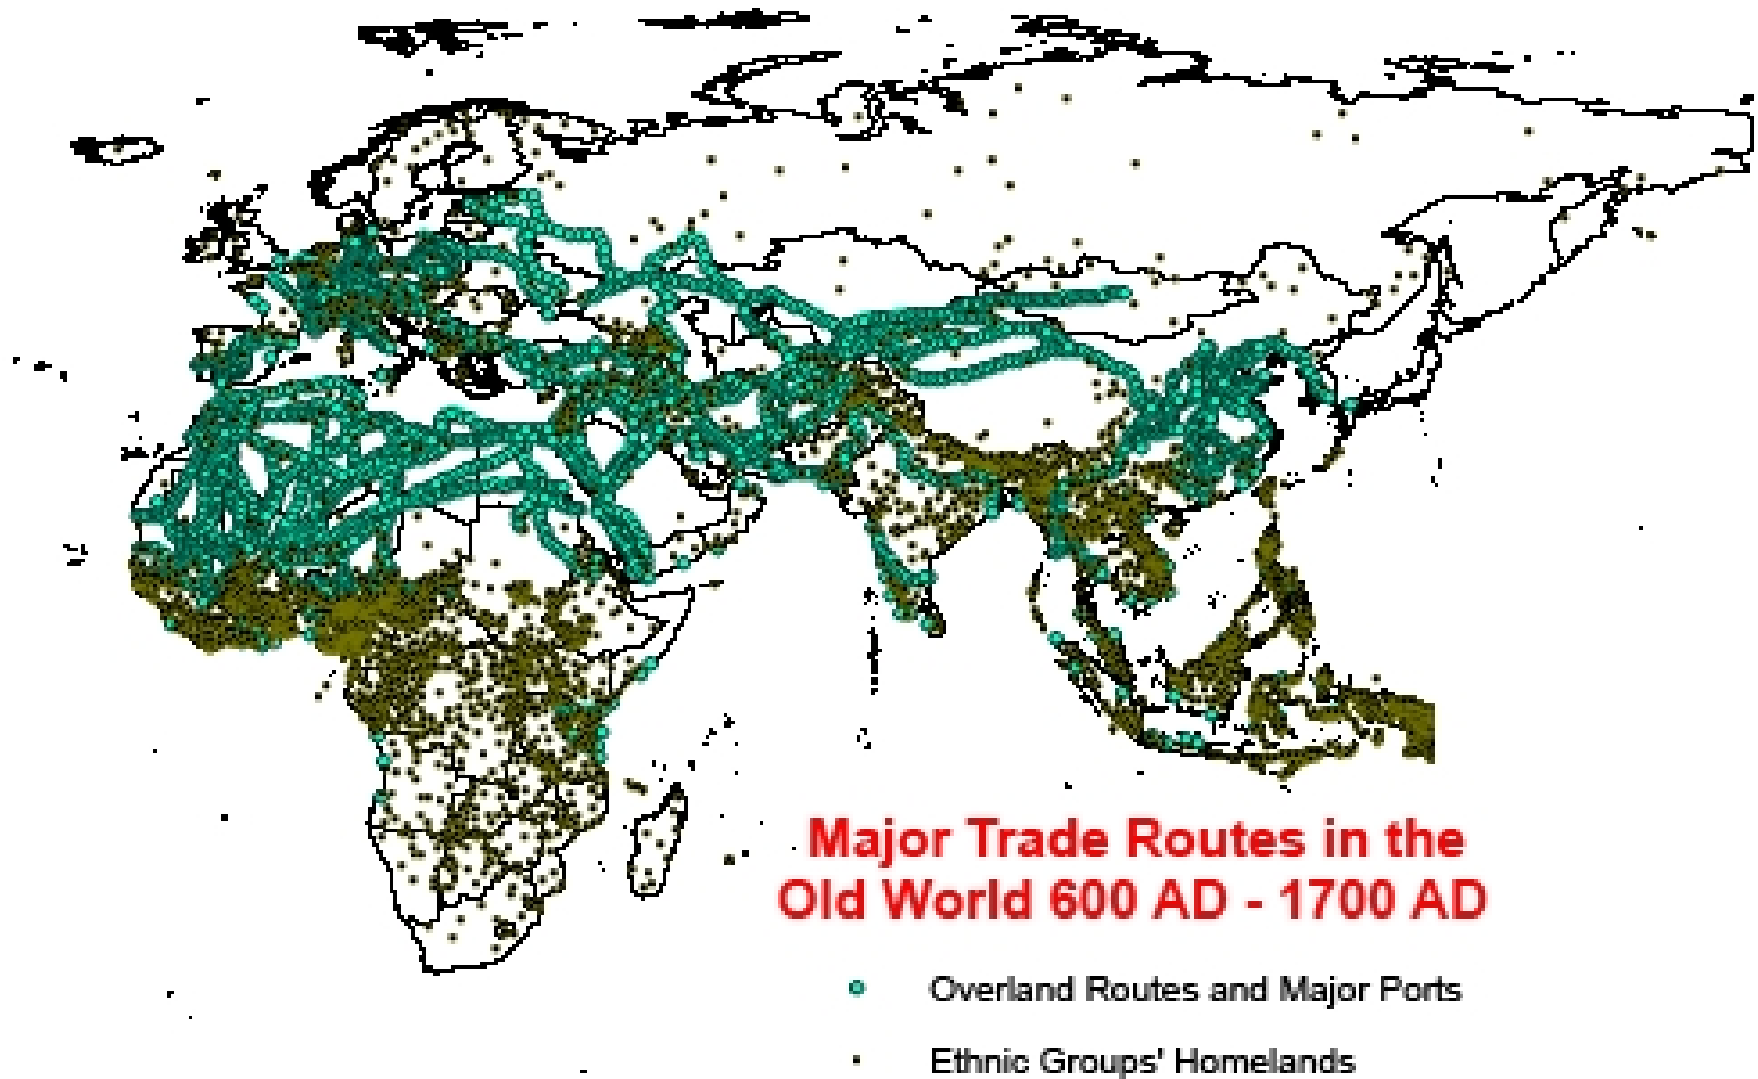 Major Trade Routes in the
Old World 600 AD - 1700 AD
Overland Routes and Major Ports
Ethnic Groups' Homelands